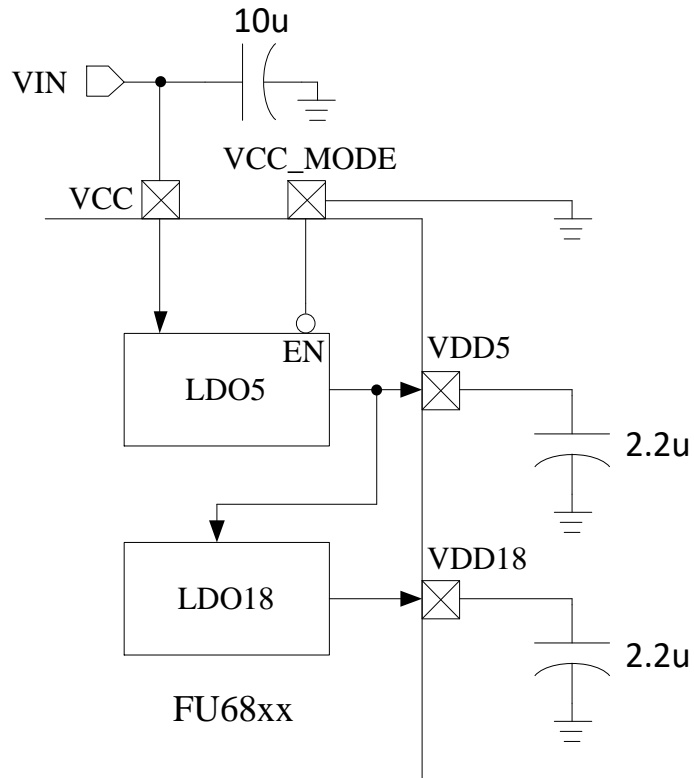 10u
VIN
VCC_MODE
VCC
EN
VDD5
LDO5
2.2u
VDD18
LDO18
2.2u
FU68xx